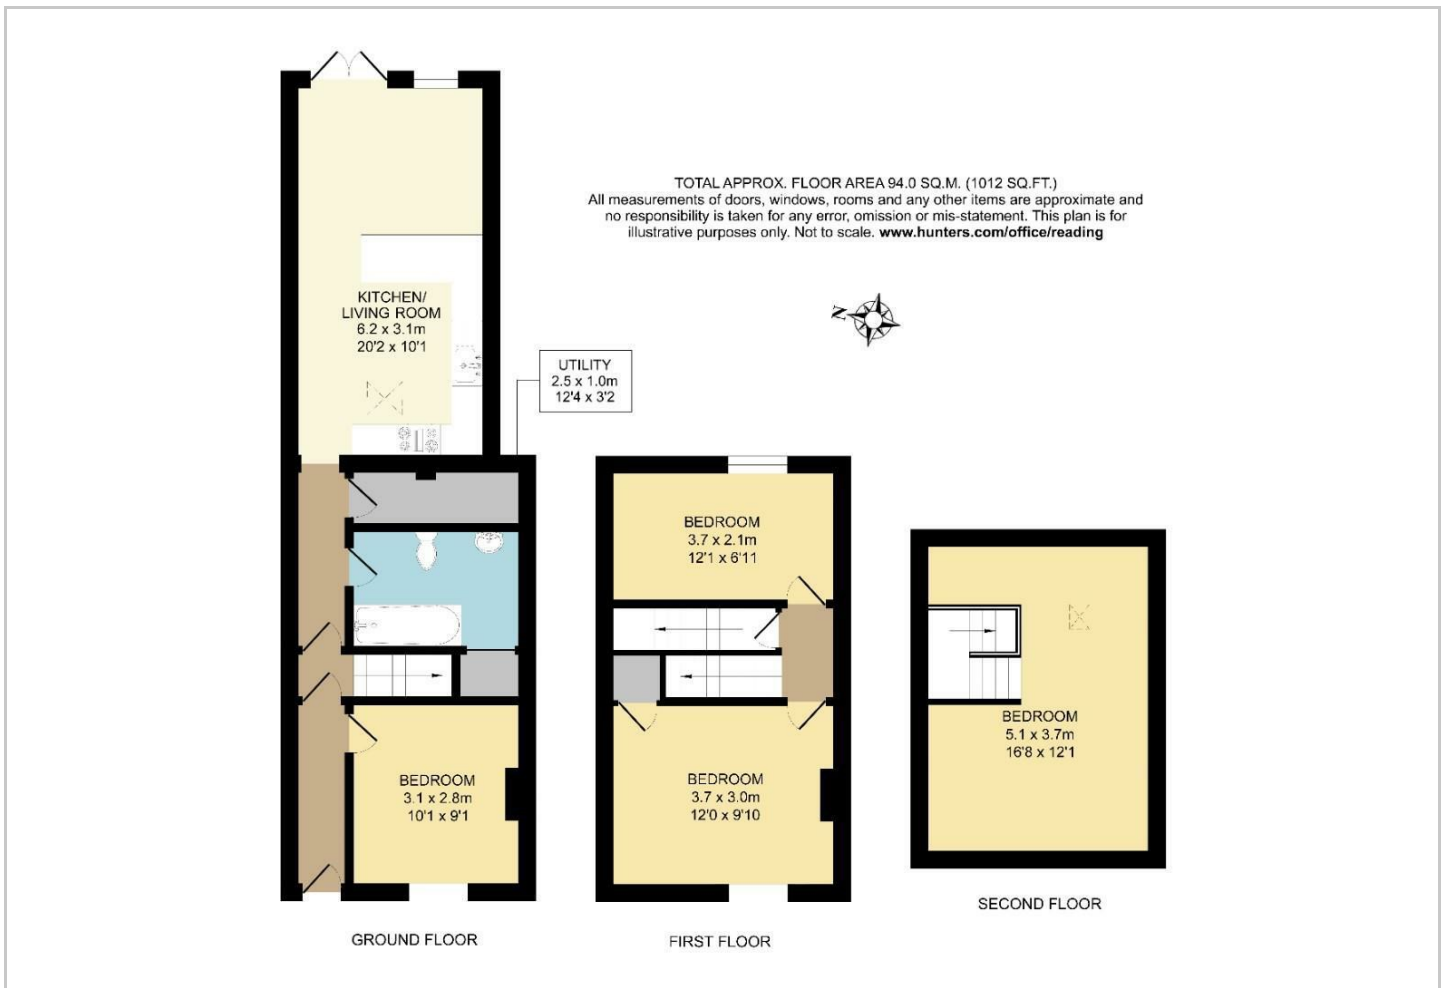 TOTAL APPROX. FLOOR AREA 94.0 SQ.M. (1012 SQ.FT.)
All measurements of doors, windows, rooms and any other items are approximate and
no responsibility is taken for any error, omission or mis-statement. This plan is for
illustrative purposes only. Not to scale. www.hunters.com/office/reading
N
KITCHEN/
LIVING ROOM
6.2 x 3.1m
20'2 x 10'1
UTILITY
2.5 x 1.0m
12'4 x 3'2
BEDROOM
3.1 x 2.8m
10'1 x 9'1
GROUND FLOOR
BEDROOM
3.7 x 2.1m
12'1 x 6'11
BEDROOM
3.7 x 3.0m
12'0 x 9'10
FIRST FLOOR
BEDROOM
5.1 x 3.7m
16'8 x 12'1
SECOND FLOOR